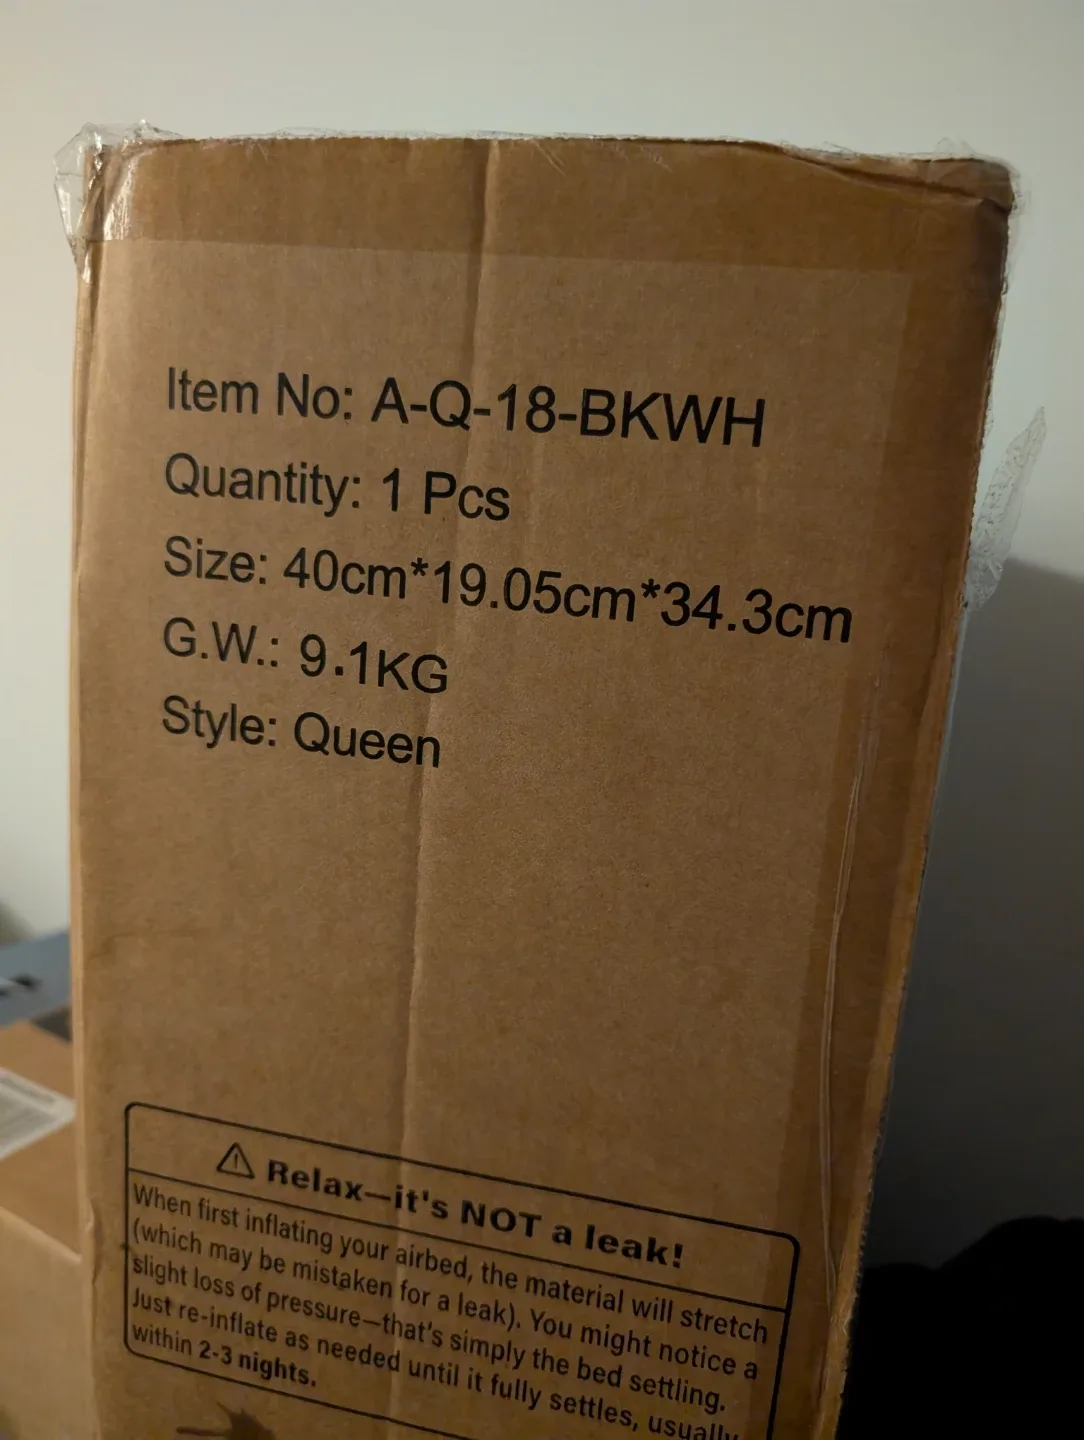 Item No: A-Q-18-BKWH
Quantity: 1 Pcs
Size: 40cm*19.05cm*34.3cm
G.W.: 9.1KG
Style: Queen
Relax—it's NOT a leak!
When first inflating your airbed, the material will stretch
(which may be mistaken for a leak). You might notice a
slight loss of pressure—that's simply the bed settling.
Just re-inflate as needed until it fully settles, usually
within 2-3 nights.